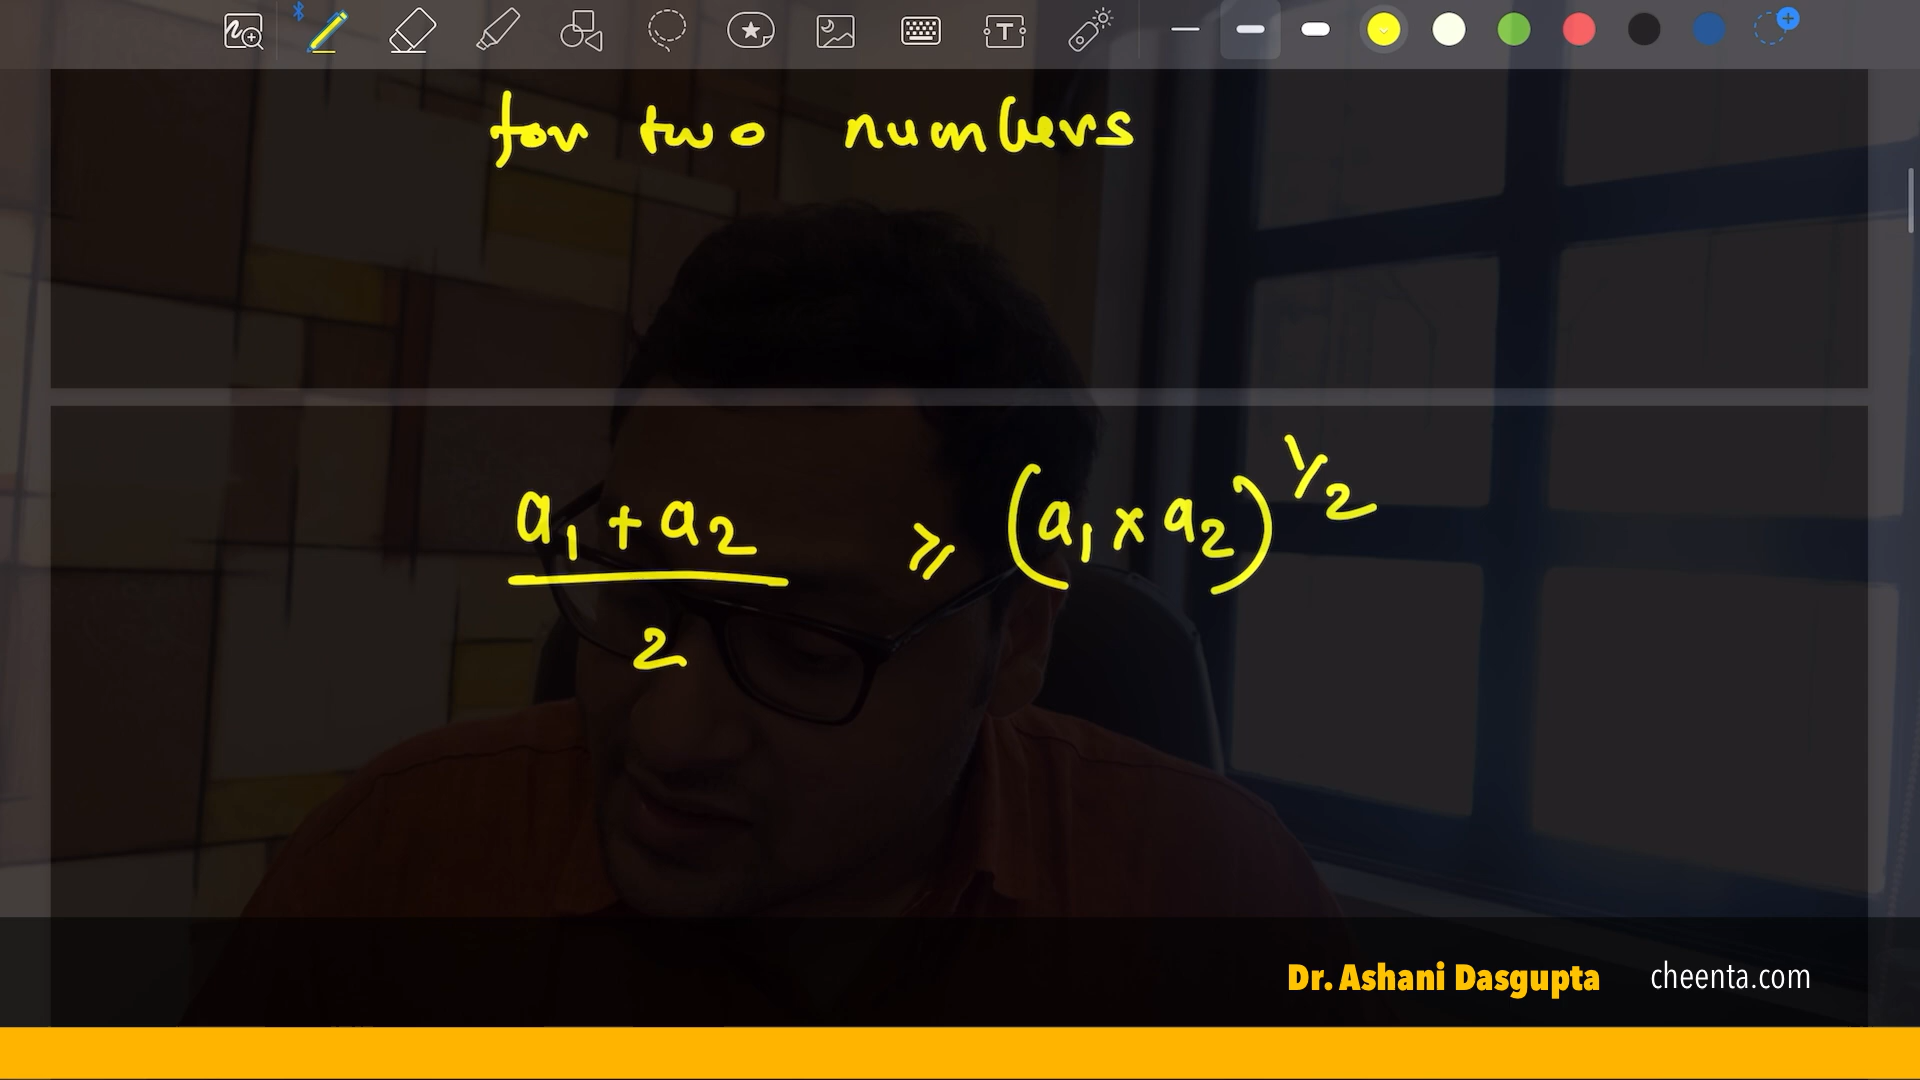 for two numbers
a₁ + a₂ / 2 ⩾ (a₁ × a₂)^1/2
Dr. Ashani Dasgupta cheenta.com